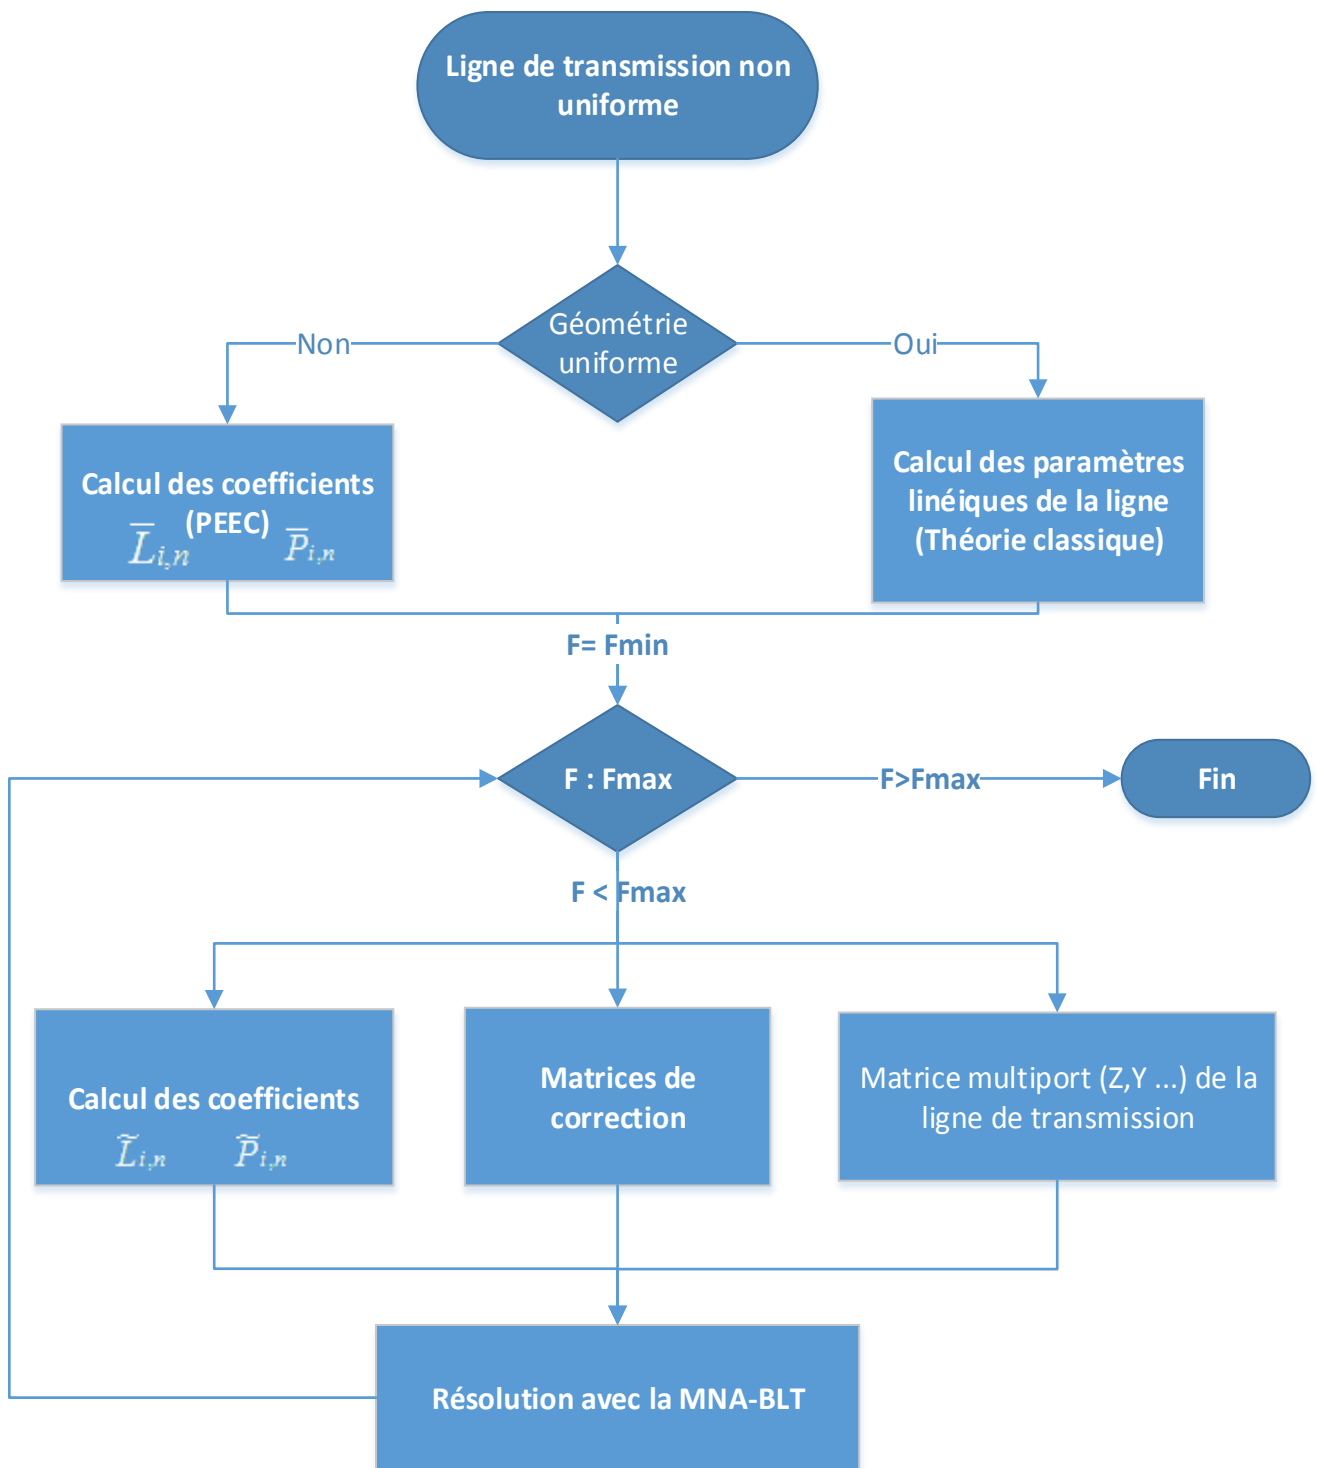 Ligne de transmission non
uniforme
Géométrie
uniforme
Non
Oui
Calcul des coefficients
(PEEC)
L̅i,n P̅i,n
Calcul des paramètres
linéiques de la ligne
(Théorie classique)
F= Fmin
F : Fmax
F>Fmax
Fin
F < Fmax
Calcul des coefficients
L̃i,n P̃i,n
Matrices de
correction
Matrice multiport (Z,Y ...) de la
ligne de transmission
Résolution avec la MNA-BLT